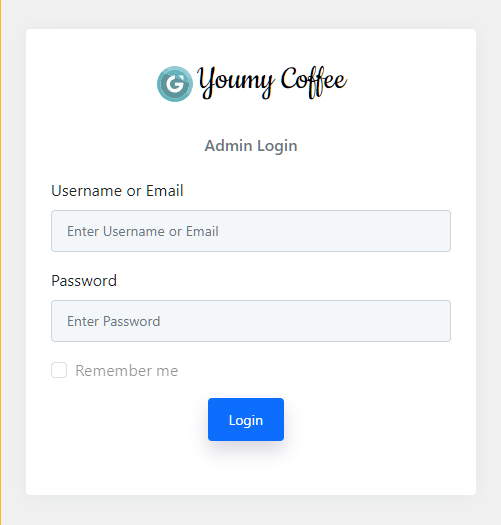 G Youmy Coffee
Admin Login
Username or Email
Enter Username or Email
Password
Enter Password
Remember me
Login